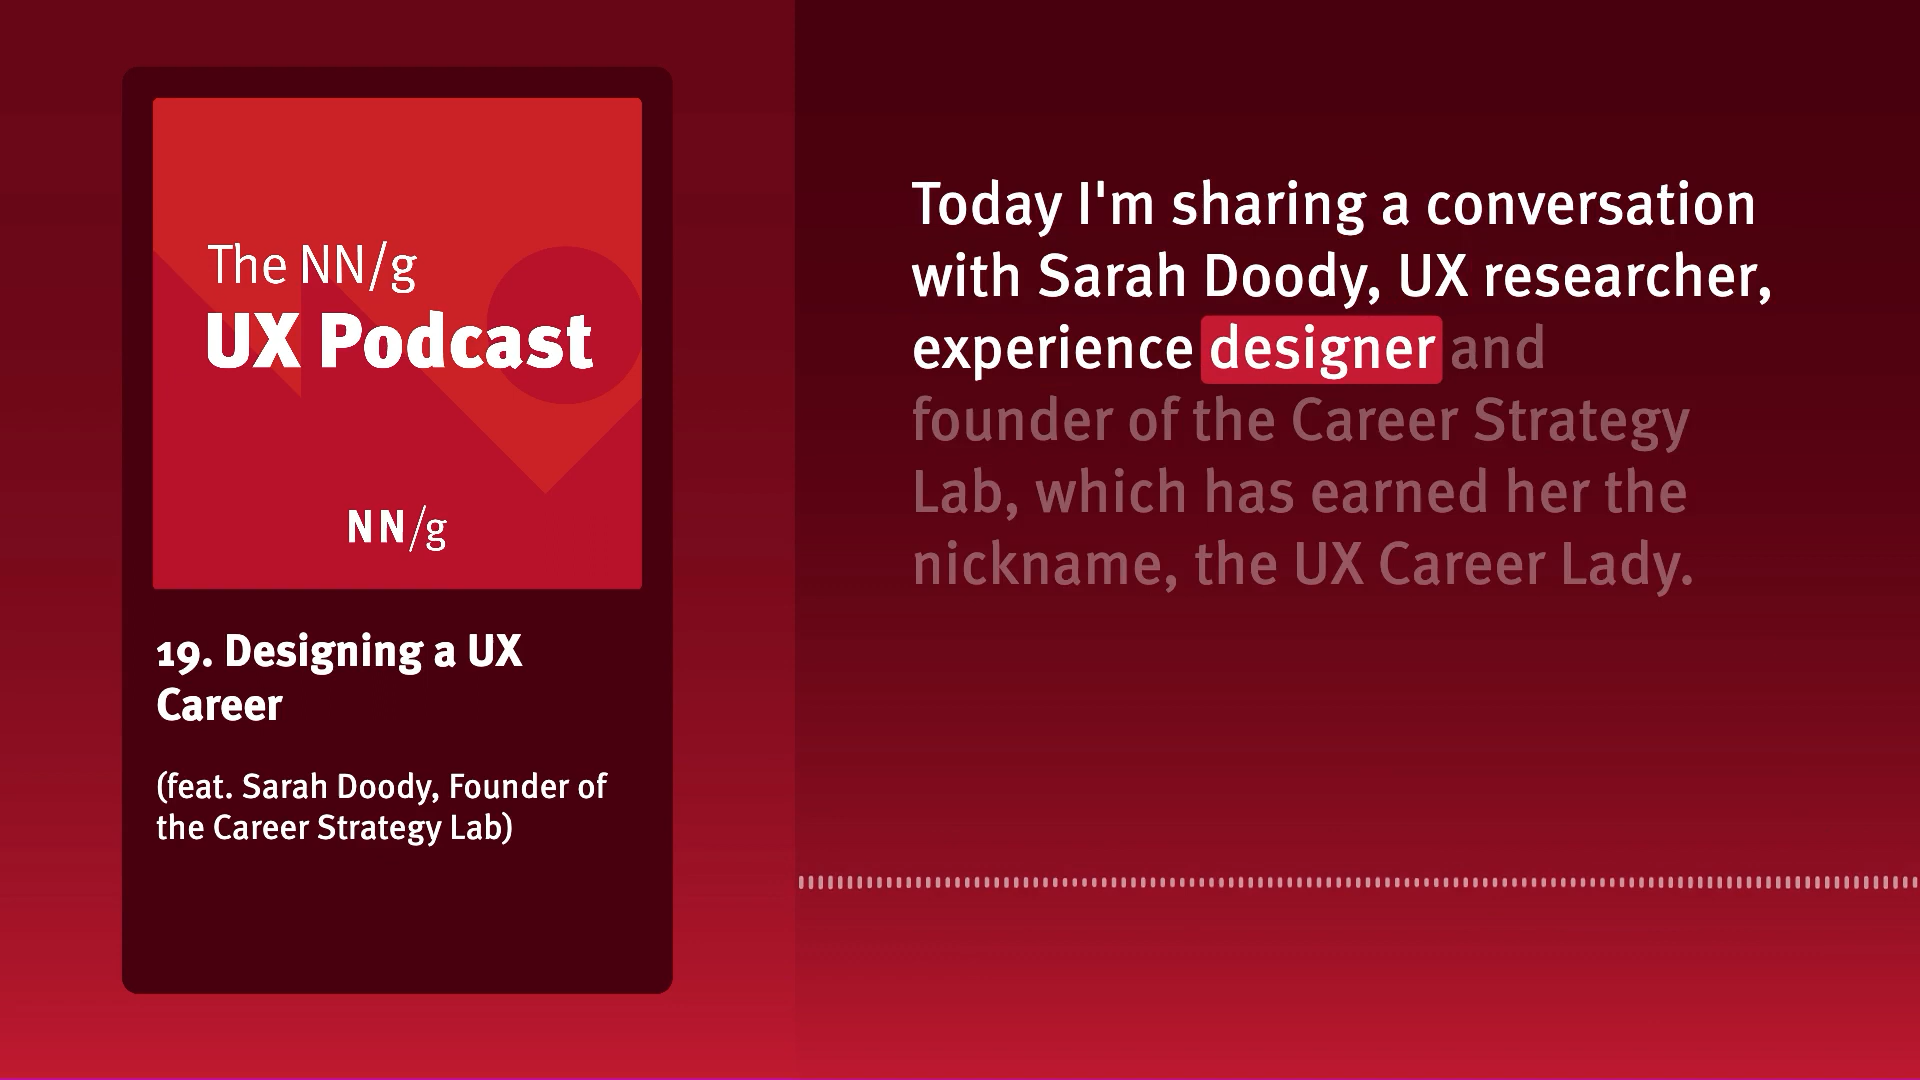 The NN/g
UX Podcast
NN/g
19. Designing a UX
Career
(feat. Sarah Doody, Founder of
the Career Strategy Lab)
Today I'm sharing a conversation
with Sarah Doody, UX researcher,
experience designer and
founder of the Career Strategy
Lab, which has earned her the
nickname, the UX Career Lady.